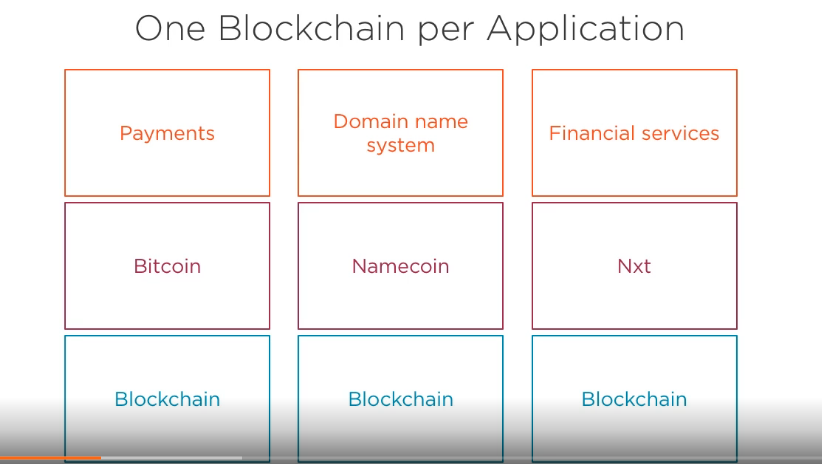 One Blockchain per Application
Payments
Domain name
system
Financial services
Bitcoin
Namecoin
Nxt
Blockchain
Blockchain
Blockchain